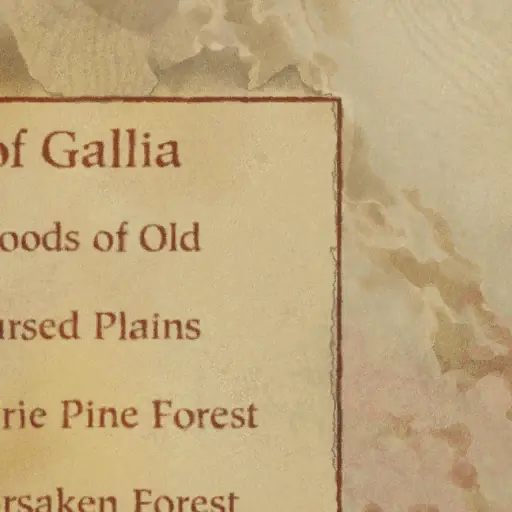 of Gallia
oods of Old
ursed Plains
rie Pine Forest
rsaken Forest